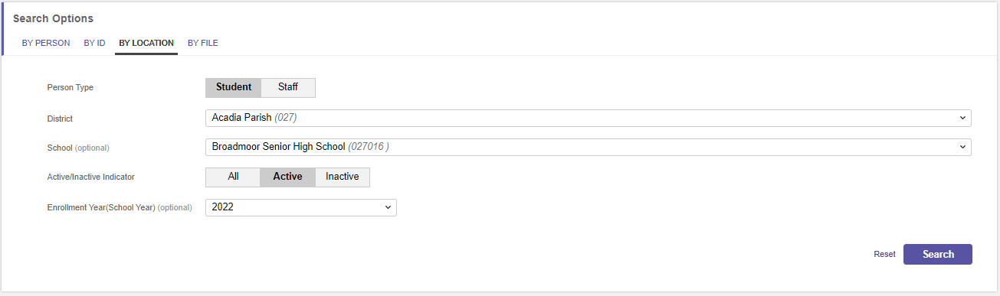 Search Options
BY PERSON BY ID BY LOCATION BY FILE
Person Type Student Staff
District Acadia Parish (027)
School (optional) Broadmoor Senior High School (027016 )
Active/Inactive Indicator All Active Inactive
Enrollment Year(School Year) (optional) 2022
Reset Search